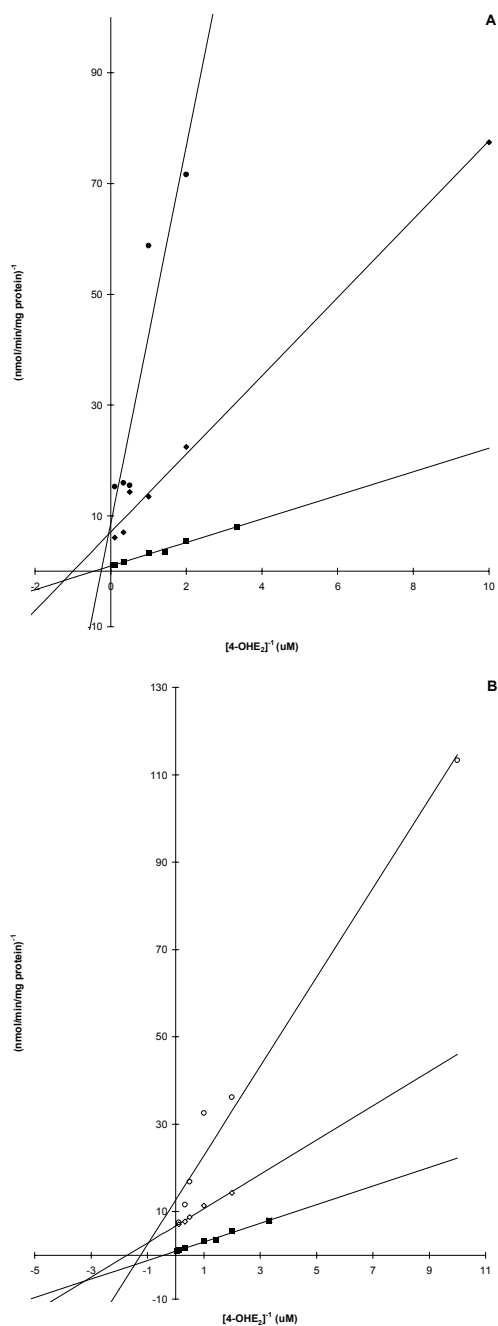 A
90
70
50
30
10
-10
-2 0 2 4 6 8 10
(nmol/min/mg protein)⁻¹
[4-OHE₂]⁻¹ (uM)
B
130
110
90
70
50
30
10
-10
-5 -3 -1 1 3 5 7 9 11
(nmol/min/mg protein)⁻¹
[4-OHE₂]⁻¹ (uM)